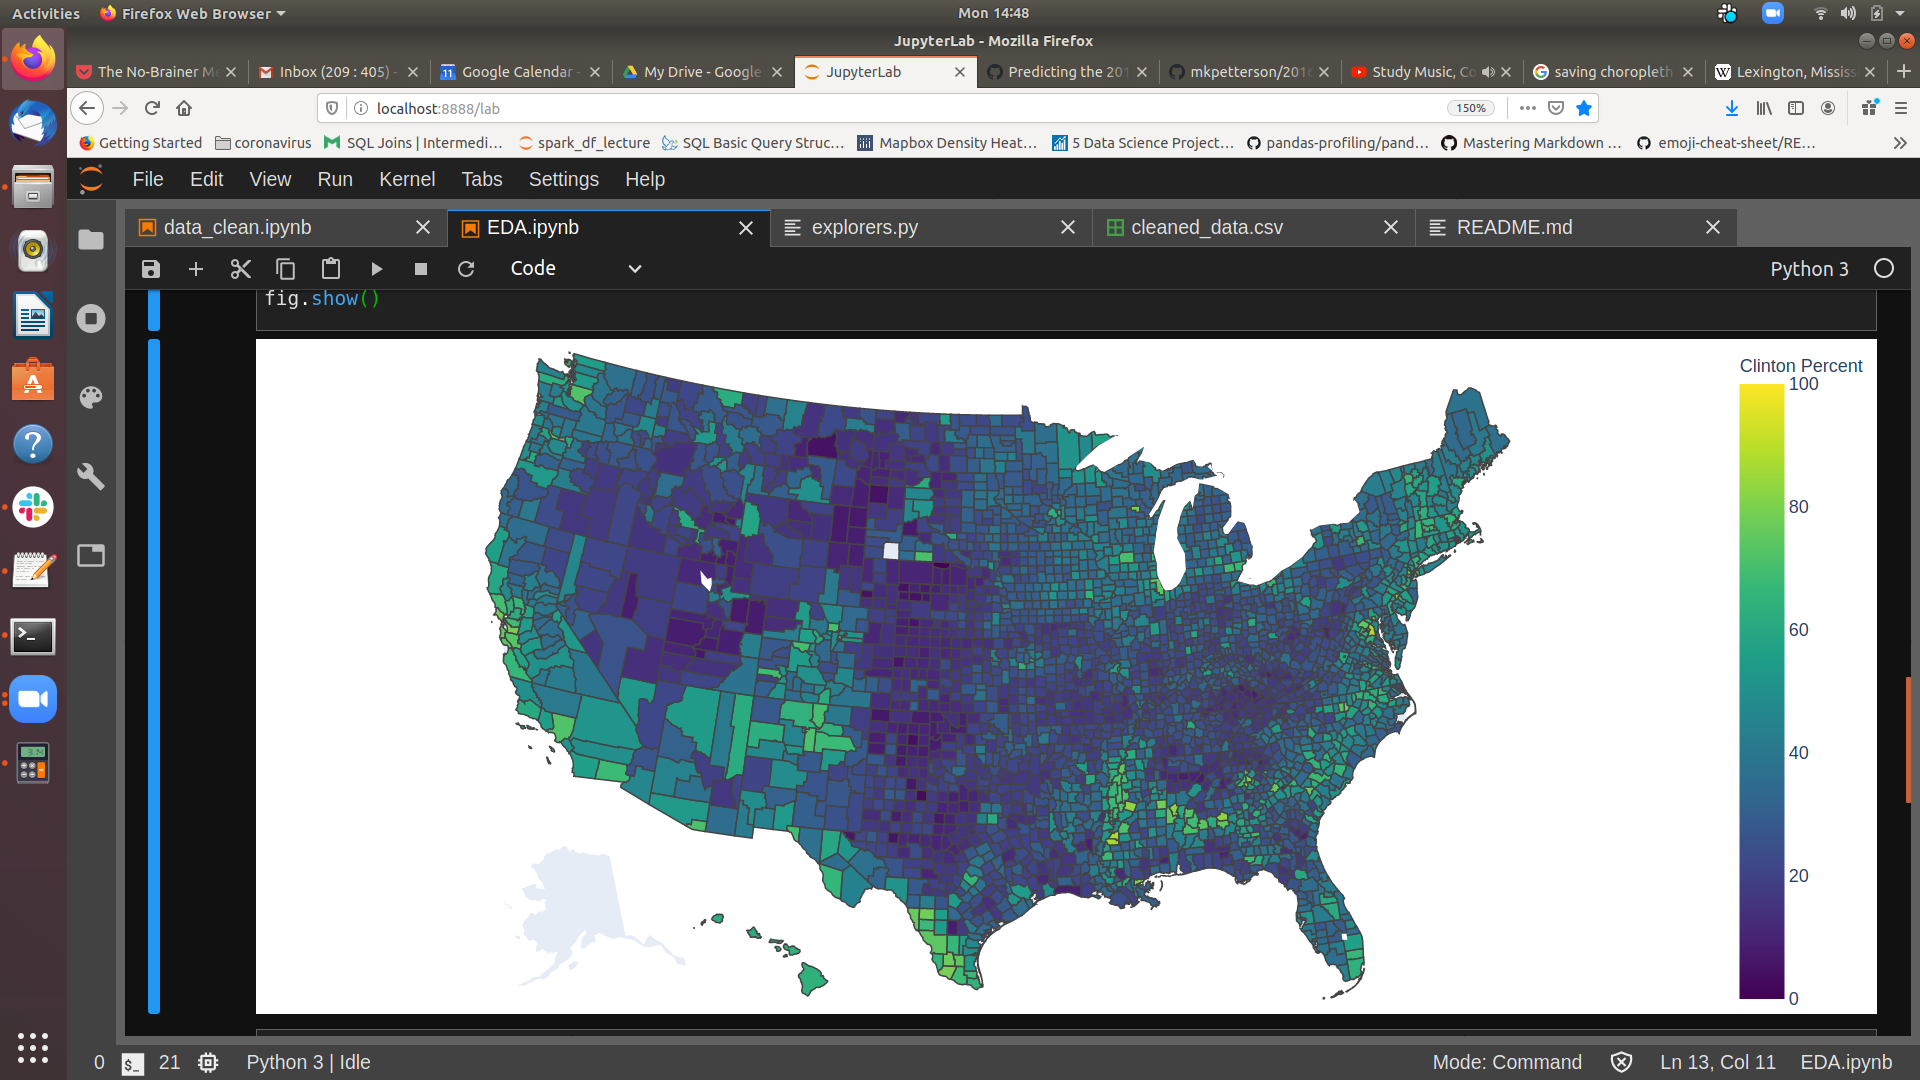 Activities Firefox Web Browser Mon 14:48
JupyterLab - Mozilla Firefox
The No-Brainer Me Inbox (209 : 405) - Google Calendar - My Drive - Google JupyterLab Predicting the 201 mkpetterson/201 Study Music, Co saving choropleth Lexington, Mississ
localhost:8888/lab 150%
Getting Started coronavirus SQL Joins | Intermedi… spark_df_lecture SQL Basic Query Struc… Mapbox Density Heat… 5 Data Science Project… pandas-profiling/pand… Mastering Markdown … emoji-cheat-sheet/RE…
File Edit View Run Kernel Tabs Settings Help
data_clean.ipynb EDA.ipynb explorers.py cleaned_data.csv README.md
Code Python 3
fig.show()
Clinton Percent
100
80
60
40
20
0
0 $_ 21 Python 3 | Idle Mode: Command Ln 13, Col 11 EDA.ipynb